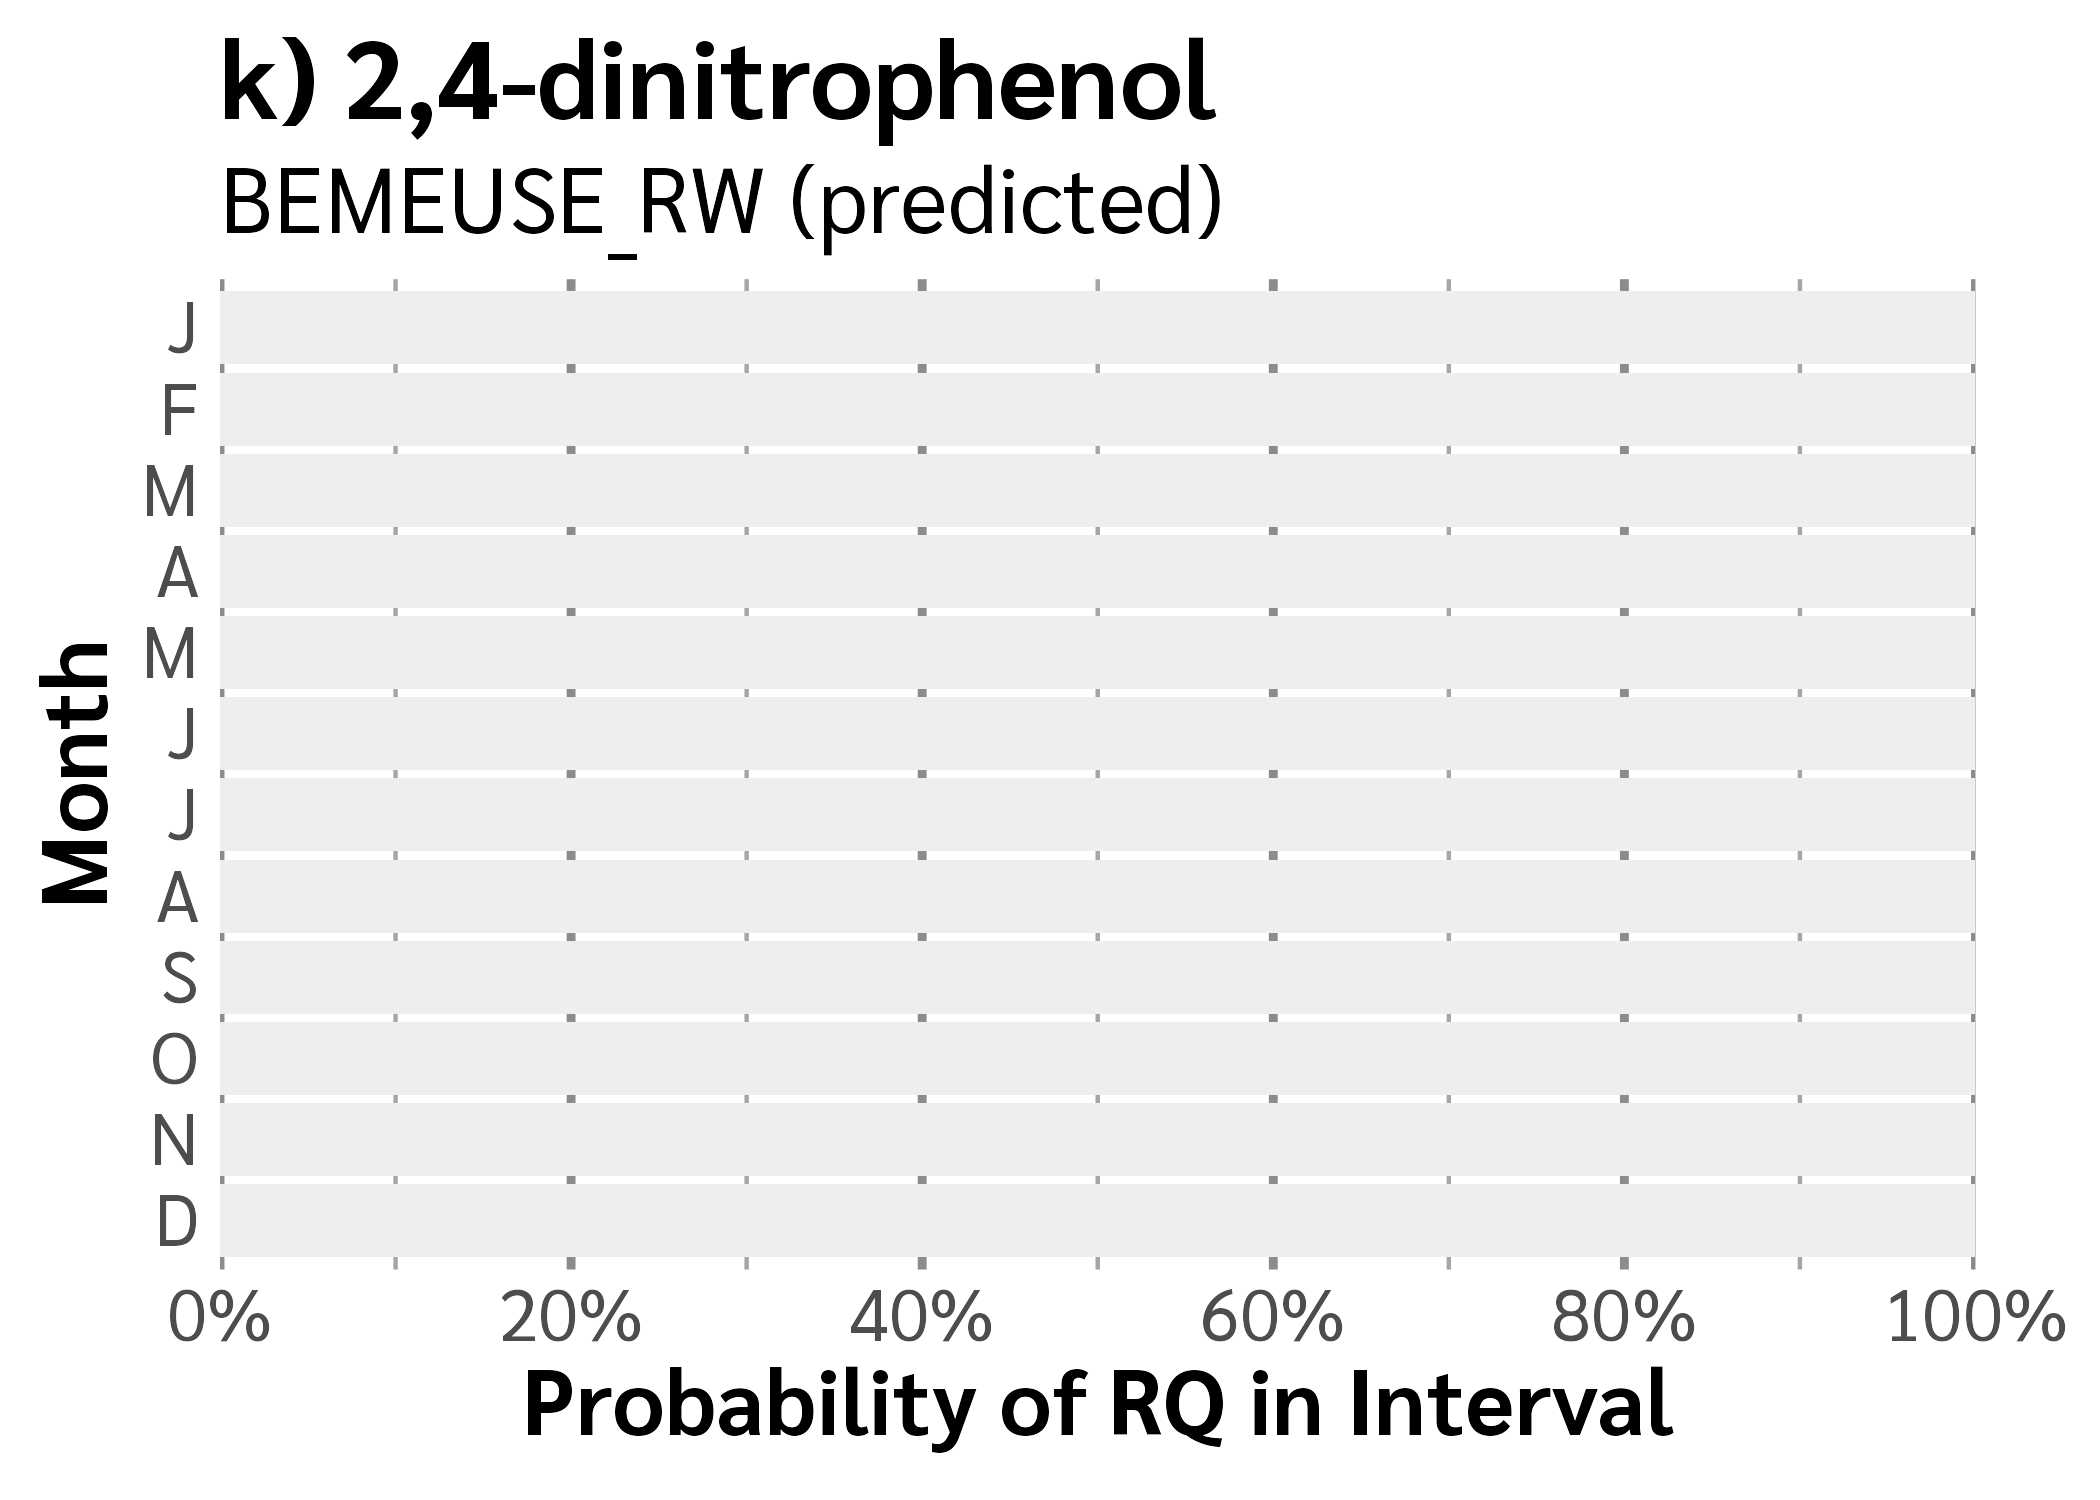 k) 2,4-dinitrophenol
BEMEUSE_RW (predicted)
Month
J
F
M
A
M
J
J
A
S
O
N
D
0% 20% 40% 60% 80% 100%
Probability of RQ in Interval